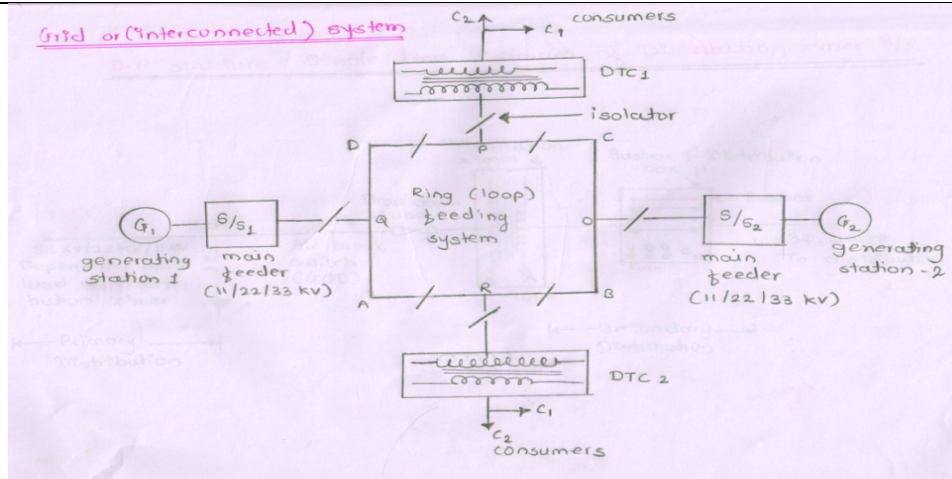 Grid or (interconnected) system
C2
consumers
C1
DTC1
isolator
D
P
C
Ring (loop)
feeding
system
G1
S/S1
Q
O
S/S2
G2
generating
station-1
main
feeder
(11/22/33 kV)
main
feeder
(11/22/33 kV)
generating
station-2
A
R
B
DTC 2
C1
C2
consumers